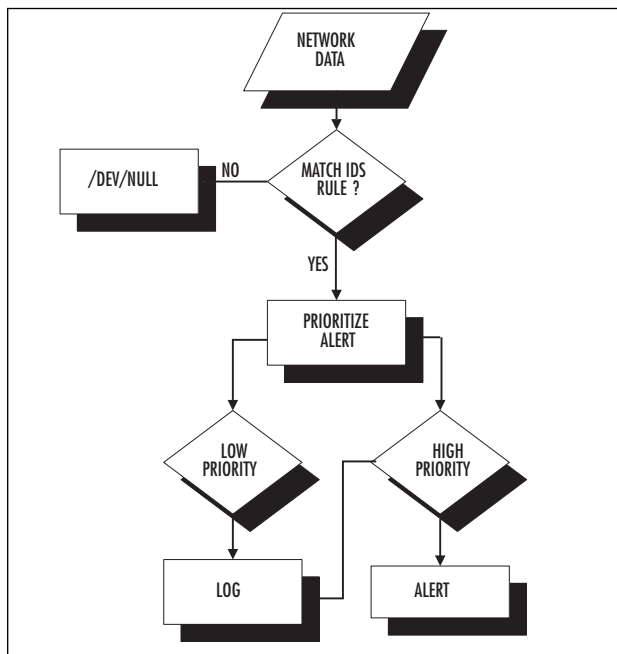 NETWORK
DATA
MATCH IDS
RULE ?
NO
/DEV/NULL
YES
PRIORITIZE
ALERT
LOW
PRIORITY
HIGH
PRIORITY
LOG
ALERT